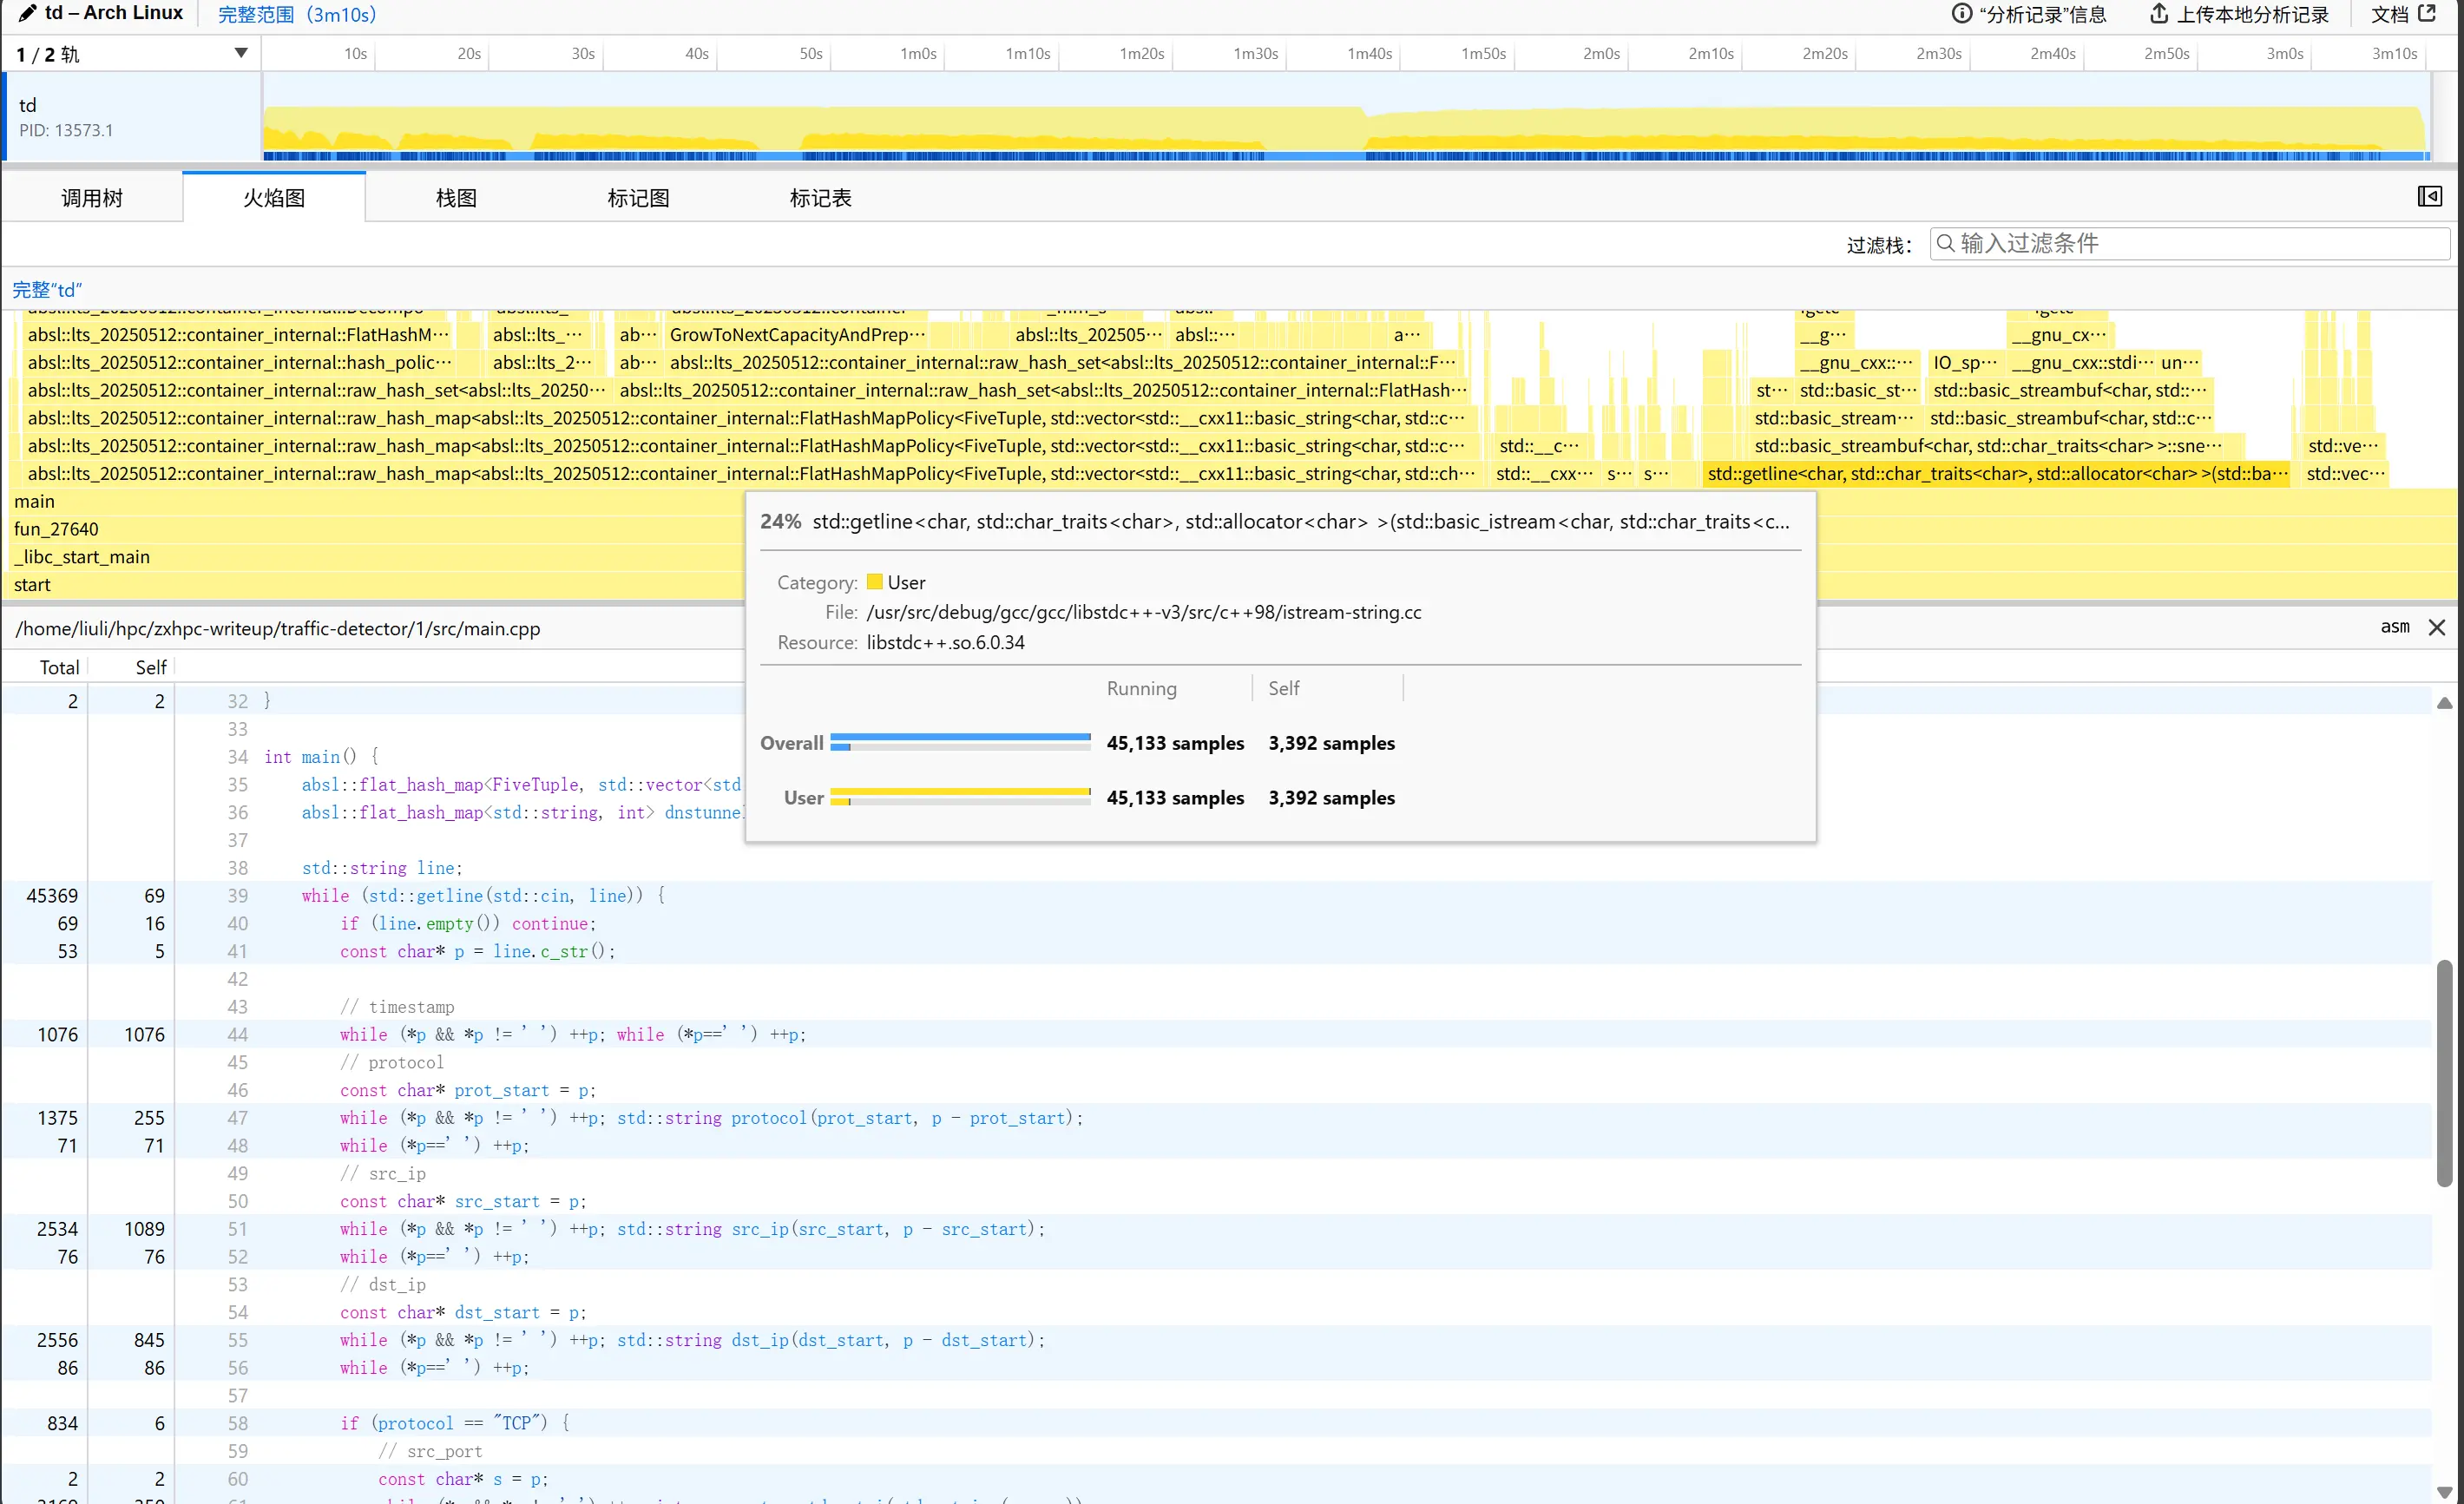 td – Arch Linux
完整范围（3m10s）
“分析记录”信息
上传本地分析记录
文档
1 / 2 轨
10s 20s 30s 40s 50s 1m0s 1m10s 1m20s 1m30s 1m40s 1m50s 2m0s 2m10s 2m20s 2m30s 2m40s 2m50s 3m0s 3m10s
td
PID: 13573.1
调用树 火焰图 栈图 标记图 标记表
过滤栈： 输入过滤条件
完整“td”
absl::lts_20250512::container_internal::FlatHashM··· absl::lts_··· ab··· GrowToNextCapacityAndPrep··· absl::lts_202505··· absl::··· a··· __g··· __gnu_cx···
absl::lts_20250512::container_internal::hash_polic··· absl::lts_2··· ab··· absl::lts_20250512::container_internal::raw_hash_set<absl::lts_20250512::container_internal::F··· __gnu_cxx::··· IO_sp··· __gnu_cxx::stdi··· un···
absl::lts_20250512::container_internal::raw_hash_set<absl::lts_20250··· absl::lts_20250512::container_internal::raw_hash_set<absl::lts_20250512::container_internal::FlatHash··· st··· std::basic_st··· std::basic_streambuf<char, std::···
absl::lts_20250512::container_internal::raw_hash_map<absl::lts_20250512::container_internal::FlatHashMapPolicy<FiveTuple, std::vector<std::__cxx11::basic_string<char, std::c··· std::basic_stream··· std::basic_streambuf<char, std::c···
absl::lts_20250512::container_internal::raw_hash_map<absl::lts_20250512::container_internal::FlatHashMapPolicy<FiveTuple, std::vector<std::__cxx11::basic_string<char, std::c··· std::__c··· std::basic_streambuf<char, std::char_traits<char> >::sne··· std::ve···
absl::lts_20250512::container_internal::raw_hash_map<absl::lts_20250512::container_internal::FlatHashMapPolicy<FiveTuple, std::vector<std::__cxx11::basic_string<char, std::ch··· std::__cxx··· s··· s··· std::getline<char, std::char_traits<char>, std::allocator<char> >(std::ba··· std::vec···
main
fun_27640
_libc_start_main
start
24% std::getline<char, std::char_traits<char>, std::allocator<char> >(std::basic_istream<char, std::char_traits<c...
Category: User
File: /usr/src/debug/gcc/gcc/libstdc++-v3/src/c++98/istream-string.cc
Resource: libstdc++.so.6.0.34
Running Self
Overall 45,133 samples 3,392 samples
User 45,133 samples 3,392 samples
/home/liuli/hpc/zxhpc-writeup/traffic-detector/1/src/main.cpp
asm
Total Self
2 2 32 }
33
34 int main() {
35 absl::flat_hash_map<FiveTuple, std::vector<std
36 absl::flat_hash_map<std::string, int> dnstunne
37
38 std::string line;
45369 69 39 while (std::getline(std::cin, line)) {
69 16 40 if (line.empty()) continue;
53 5 41 const char* p = line.c_str();
42
43 // timestamp
1076 1076 44 while (*p && *p != ' ') ++p; while (*p==' ') ++p;
45 // protocol
46 const char* prot_start = p;
1375 255 47 while (*p && *p != ' ') ++p; std::string protocol(prot_start, p - prot_start);
71 71 48 while (*p==' ') ++p;
49 // src_ip
50 const char* src_start = p;
2534 1089 51 while (*p && *p != ' ') ++p; std::string src_ip(src_start, p - src_start);
76 76 52 while (*p==' ') ++p;
53 // dst_ip
54 const char* dst_start = p;
2556 845 55 while (*p && *p != ' ') ++p; std::string dst_ip(dst_start, p - dst_start);
86 86 56 while (*p==' ') ++p;
57
834 6 58 if (protocol == "TCP") {
59 // src_port
2 2 60 const char* s = p;